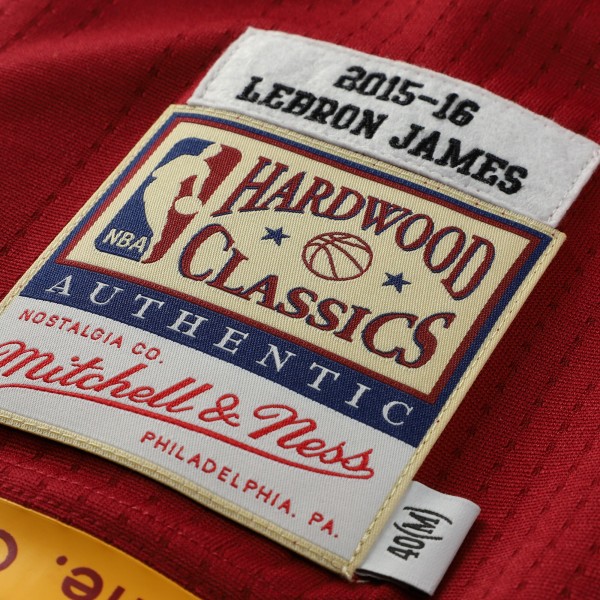 2015-16
LEBRON JAMES
NBA
HARDWOOD
CLASSICS
AUTHENTIC
NOSTALGIA CO.
Mitchell & Ness
PHILADELPHIA, PA.
40(M)